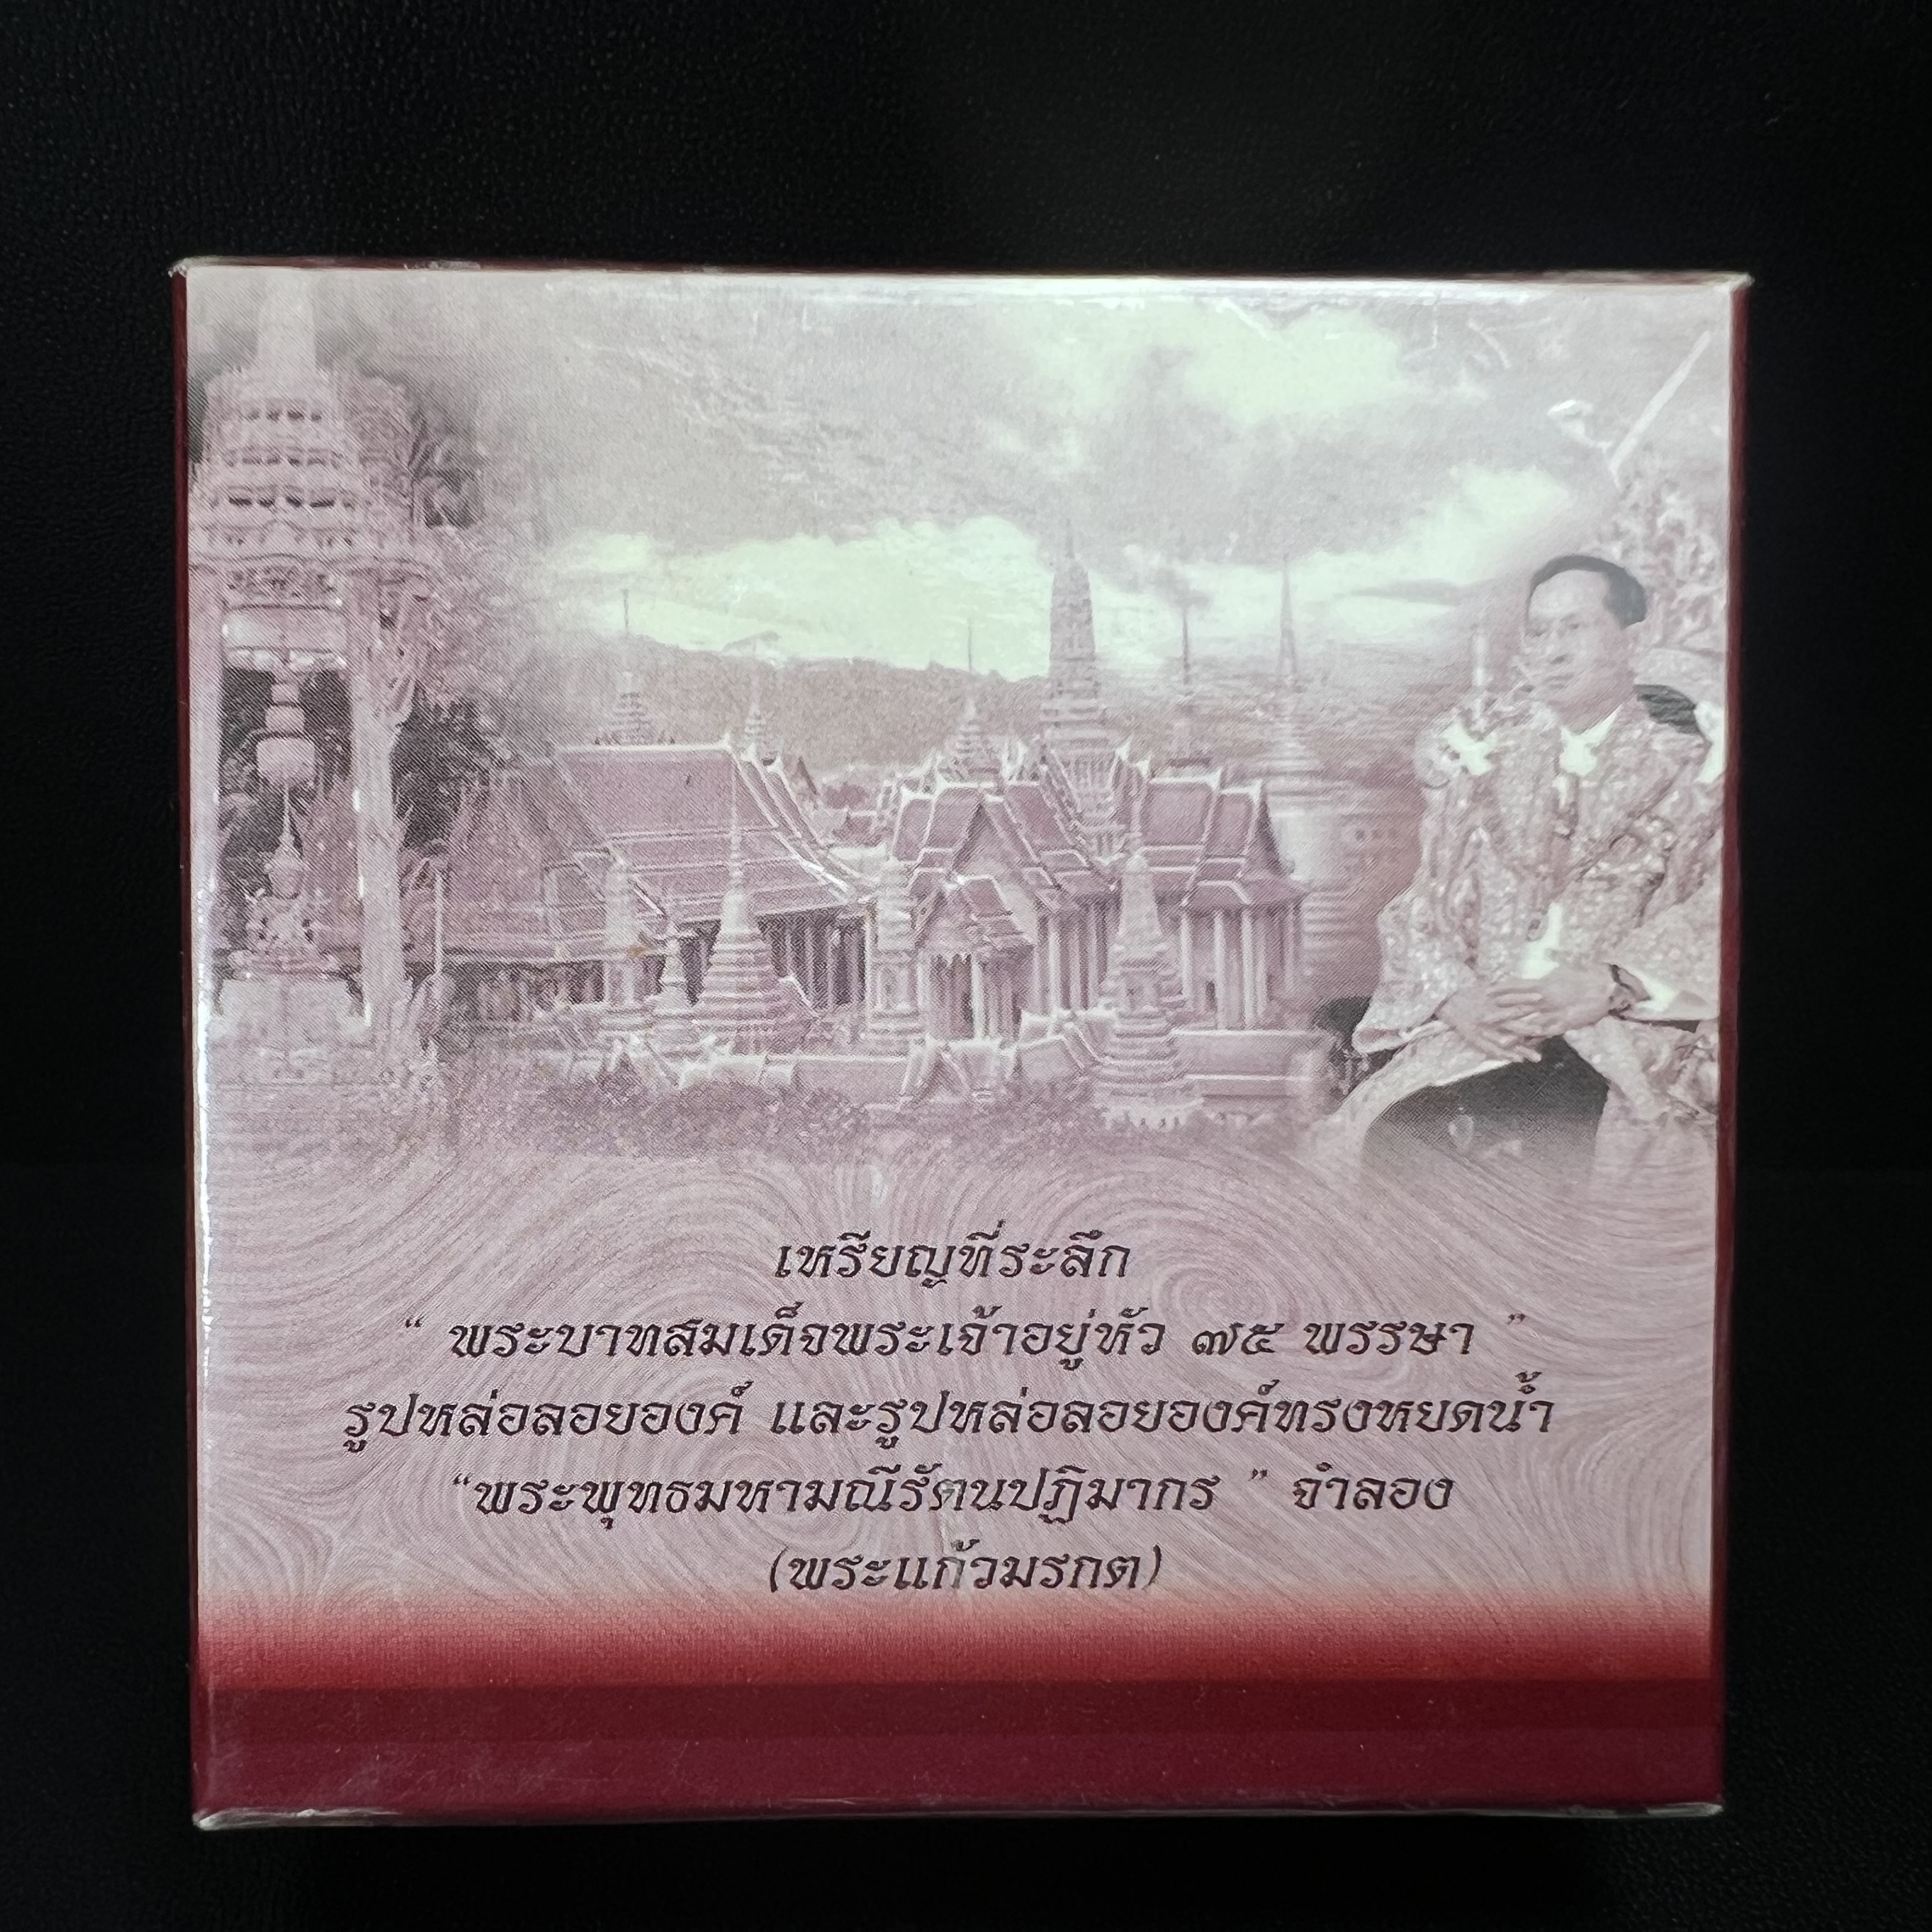 เหรียญที่ระลึก
“ พระบาทสมเด็จพระเจ้าอยู่หัว ๗๕ พรรษา ”
รูปหล่อลอยองค์ และรูปหล่อลอยองค์ทรงหยดน้ำ
“พระพุทธมหามณีรัตนปฏิมากร ” จำลอง
(พระแก้วมรกต)